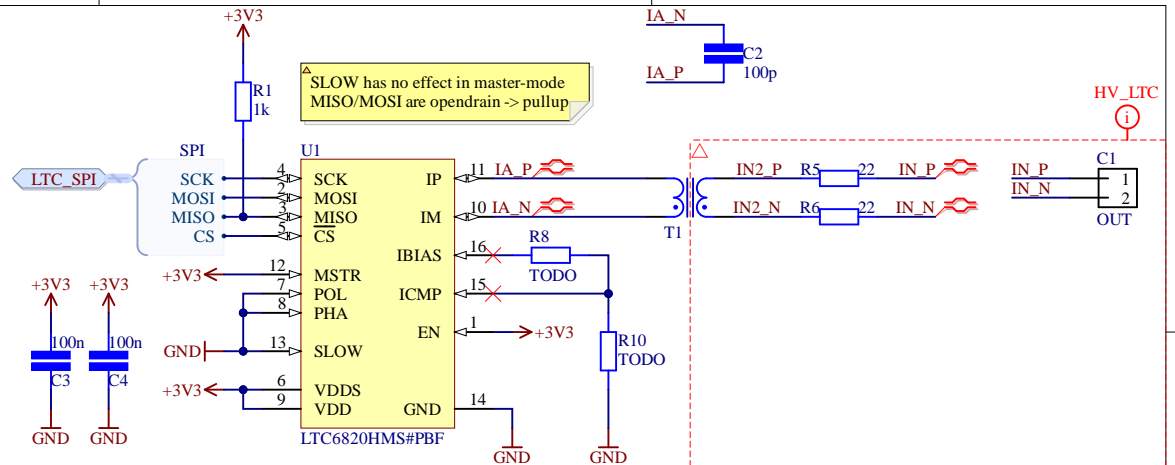 +3V3
IA_N
C2
100p
IA_P
R1
1k
SLOW has no effect in master-mode
MISO/MOSI are opendrain -> pullup
HV_LTC
i
SPI
U1
LTC_SPI
SCK
4
SCK
IP
11
IA_P
IN2_P
R5
22
IN_P
IN_P
C1
1
MOSI
2
MOSI
IN_N
2
MISO
3
MISO
IM
10
IA_N
IN2_N
R6
22
IN_N
OUT
CS
5
CS
T1
IBIAS
16
R8
TODO
+3V3
12
MSTR
7
POL
ICMP
15
8
PHA
EN
1
+3V3
+3V3
+3V3
100n
100n
GND
13
SLOW
R10
TODO
C3
C4
+3V3
6
VDDS
9
VDD
GND
14
GND
GND
LTC6820HMS#PBF
GND
GND